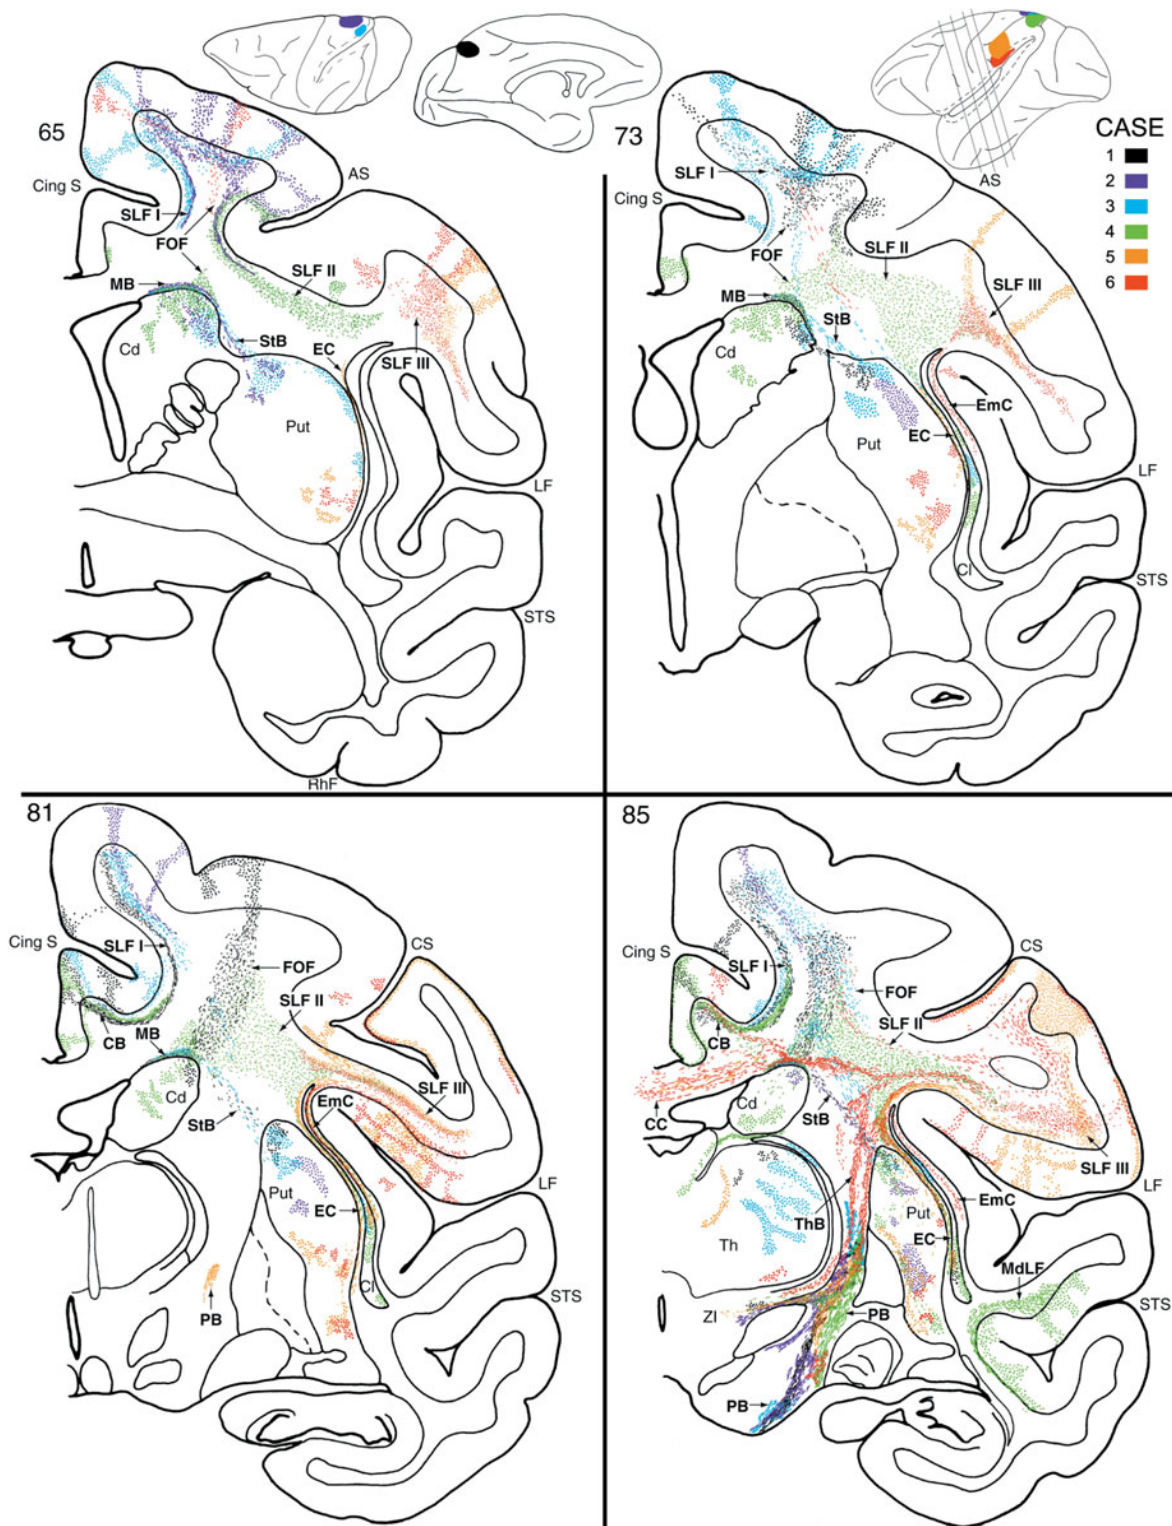 65
Cing S
SLF I
FOF
AS
MB
SLF II
Cd
StB
EC
SLF III
Put
LF
STS
RhF
73
Cing S
SLF I
AS
CASE
1
2
3
4
5
6
FOF
SLF II
MB
StB
SLF III
Cd
EmC
EC
Put
LF
Cl
STS
81
Cing S
SLF I
CS
FOF
SLF II
CB
MB
SLF III
EmC
Cd
StB
LF
Put
EC
Cl
STS
PB
85
Cing S
CS
SLF I
FOF
SLF II
CB
CC
Cd
StB
SLF III
LF
EmC
ThB
Put
Th
EC
MdLF
STS
ZI
PB
PB